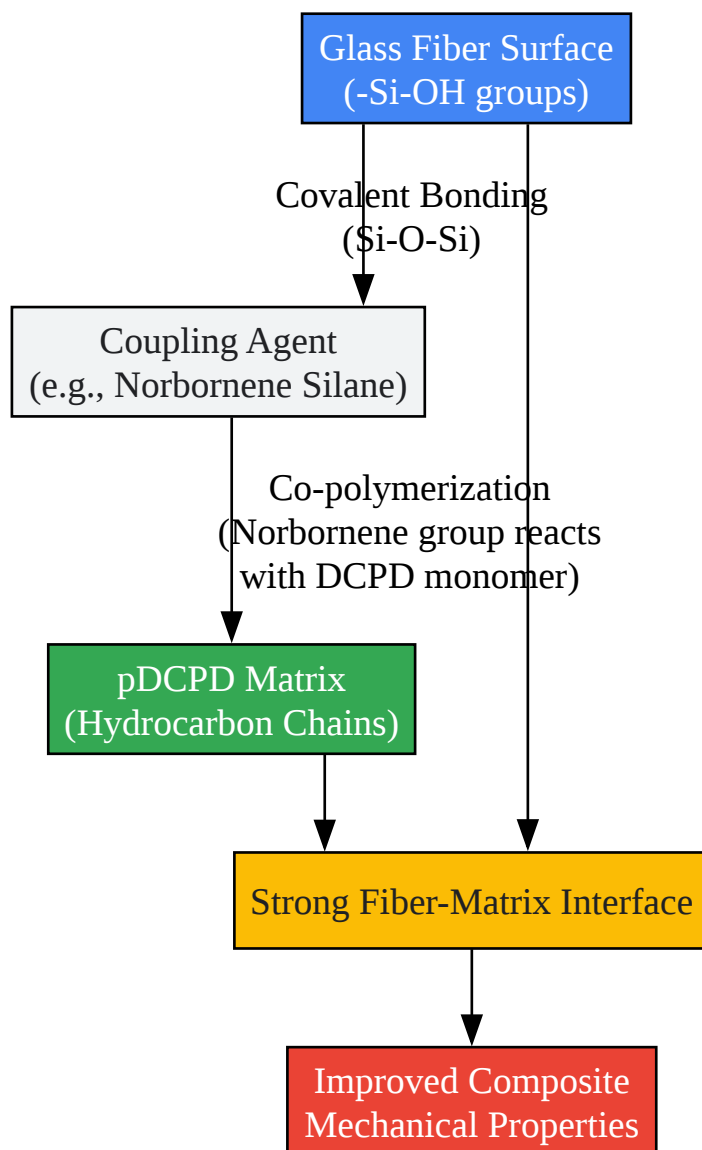 Glass Fiber Surface
(-Si-OH groups)
Covalent Bonding
(Si-O-Si)
Coupling Agent
(e.g., Norbornene Silane)
Co-polymerization
(Norbornene group reacts
with DCPD monomer)
pDCPD Matrix
(Hydrocarbon Chains)
Strong Fiber-Matrix Interface
Improved Composite
Mechanical Properties